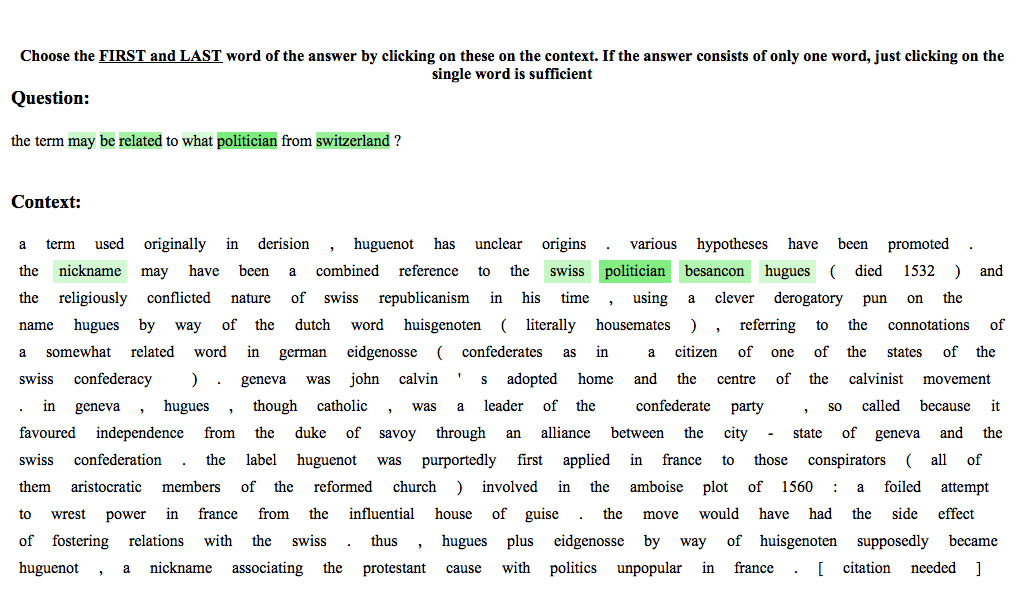 Choose the FIRST and LAST word of the answer by clicking on these on the context. If the answer consists of only one word, just clicking on the
single word is sufficient
Question:
the term may be related to what politician from switzerland ?
Context:
a term used originally in derision , huguenot has unclear origins . various hypotheses have been promoted .
the nickname may have been a combined reference to the swiss politician besancon hugues ( died 1532 ) and
the religiously conflicted nature of swiss republicanism in his time , using a clever derogatory pun on the
name hugues by way of the dutch word huisgenoten ( literally housemates ) , referring to the connotations of
a somewhat related word in german eidgenosse ( confederates as in a citizen of one of the states of the
swiss confederacy ) . geneva was john calvin ' s adopted home and the centre of the calvinist movement
. in geneva , hugues , though catholic , was a leader of the confederate party , so called because it
favoured independence from the duke of savoy through an alliance between the city - state of geneva and the
swiss confederation . the label huguenot was purportedly first applied in france to those conspirators ( all of
them aristocratic members of the reformed church ) involved in the amboise plot of 1560 : a foiled attempt
to wrest power in france from the influential house of guise . the move would have had the side effect
of fostering relations with the swiss . thus , hugues plus eidgenosse by way of huisgenoten supposedly became
huguenot , a nickname associating the protestant cause with politics unpopular in france . [ citation needed ]